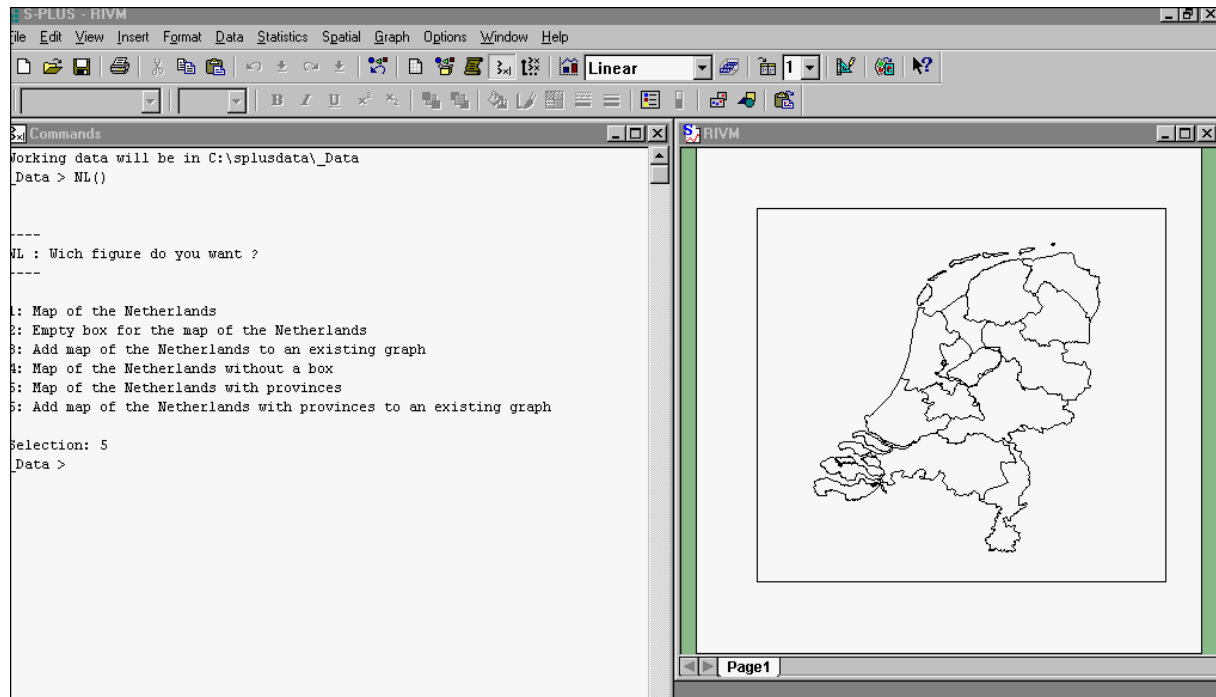 S-PLUS - RIVM
File Edit View Insert Format Data Statistics Spatial Graph Options Window Help
Linear 1
Commands
Working data will be in C:\splusdata\_Data
_Data > NL()
----
NL : Wich figure do you want ?
----
1: Map of the Netherlands
2: Empty box for the map of the Netherlands
3: Add map of the Netherlands to an existing graph
4: Map of the Netherlands without a box
5: Map of the Netherlands with provinces
6: Add map of the Netherlands with provinces to an existing graph
Selection: 5
_Data >
RIVM
Page1